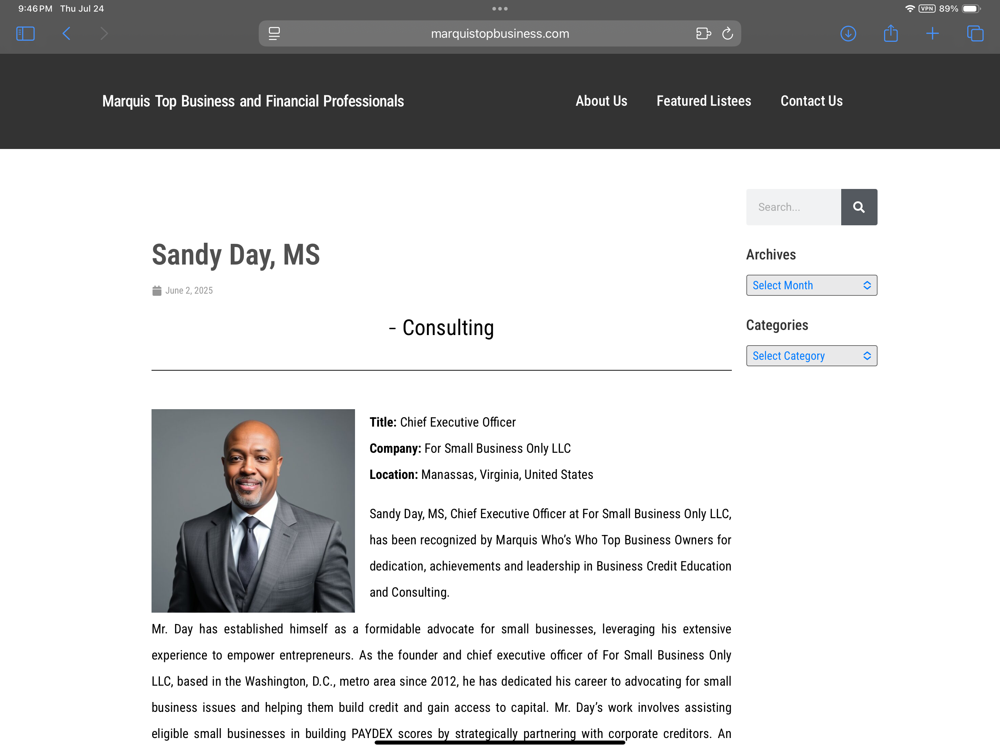 9:46 PM Thu Jul 24
VPN 89%
marquistopbusiness.com
Marquis Top Business and Financial Professionals
About Us Featured Listees Contact Us
Search...
Archives
Select Month
Categories
Select Category
Sandy Day, MS
June 2, 2025
- Consulting
Title: Chief Executive Officer
Company: For Small Business Only LLC
Location: Manassas, Virginia, United States
Sandy Day, MS, Chief Executive Officer at For Small Business Only LLC,
has been recognized by Marquis Who’s Who Top Business Owners for
dedication, achievements and leadership in Business Credit Education
and Consulting.
Mr. Day has established himself as a formidable advocate for small businesses, leveraging his extensive
experience to empower entrepreneurs. As the founder and chief executive officer of For Small Business Only
LLC, based in the Washington, D.C., metro area since 2012, he has dedicated his career to advocating for small
business issues and helping them build credit and gain access to capital. Mr. Day’s work involves assisting
eligible small businesses in building PAYDEX scores by strategically partnering with corporate creditors. An